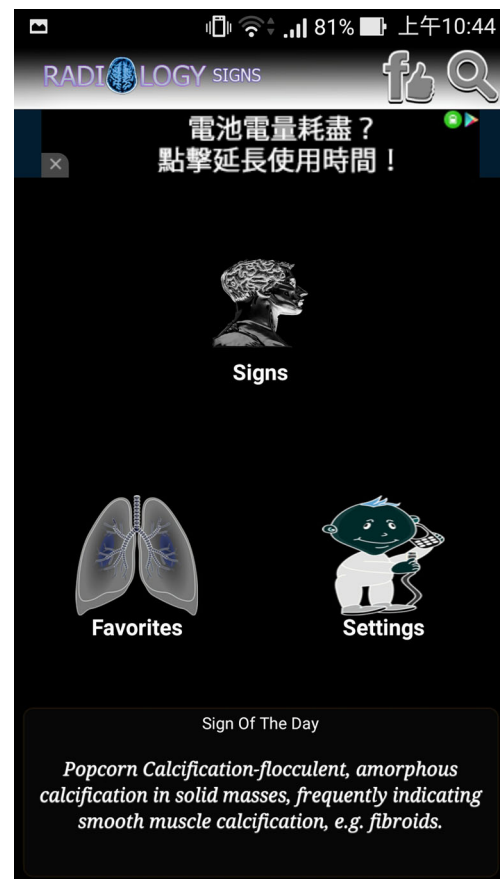 81% 上午10:44
RADIOLOGY SIGNS
電池電量耗盡？
點擊延長使用時間！
Signs
Favorites
Settings
Sign Of The Day
Popcorn Calcification-flocculent, amorphous
calcification in solid masses, frequently indicating
smooth muscle calcification, e.g. fibroids.